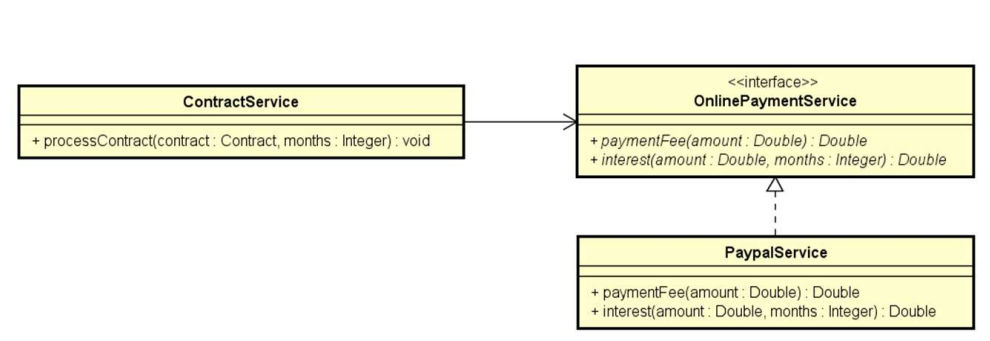 ContractService
+ processContract(contract : Contract, months : Integer) : void
<<interface>>
OnlinePaymentService
+ paymentFee(amount : Double) : Double
+ interest(amount : Double, months : Integer) : Double
PaypalService
+ paymentFee(amount : Double) : Double
+ interest(amount : Double, months : Integer) : Double